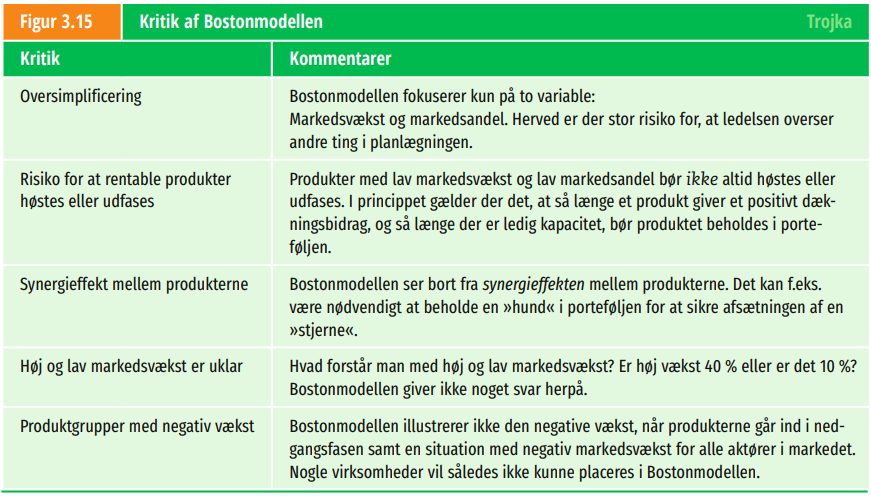 Figur 3.15 Kritik af Bostonmodellen Trojka
Kritik Kommentarer
Oversimplificering Bostonmodellen fokuserer kun på to variable:
Markedsvækst og markedsandel. Herved er der stor risiko for, at ledelsen overser
andre ting i planlægningen.
Risiko for at rentable produkter Produkter med lav markedsvækst og lav markedsandel bør ikke altid høstes eller
høstes eller udfases udfases. I princippet gælder der det, at så længe et produkt giver et positivt dæk-
ningsbidrag, og så længe der er ledig kapacitet, bør produktet beholdes i porte-
føljen.
Synergieffekt mellem produkterne Bostonmodellen ser bort fra synergieffekten mellem produkterne. Det kan f.eks.
være nødvendigt at beholde en »hund« i porteføljen for at sikre afsætningen af en
»stjerne«.
Høj og lav markedsvækst er uklar Hvad forstår man med høj og lav markedsvækst? Er høj vækst 40 % eller er det 10 %?
Bostonmodellen giver ikke noget svar herpå.
Produktgrupper med negativ vækst Bostonmodellen illustrerer ikke den negative vækst, når produkterne går ind i ned-
gangsfasen samt en situation med negativ markedsvækst for alle aktører i markedet.
Nogle virksomheder vil således ikke kunne placeres i Bostonmodellen.